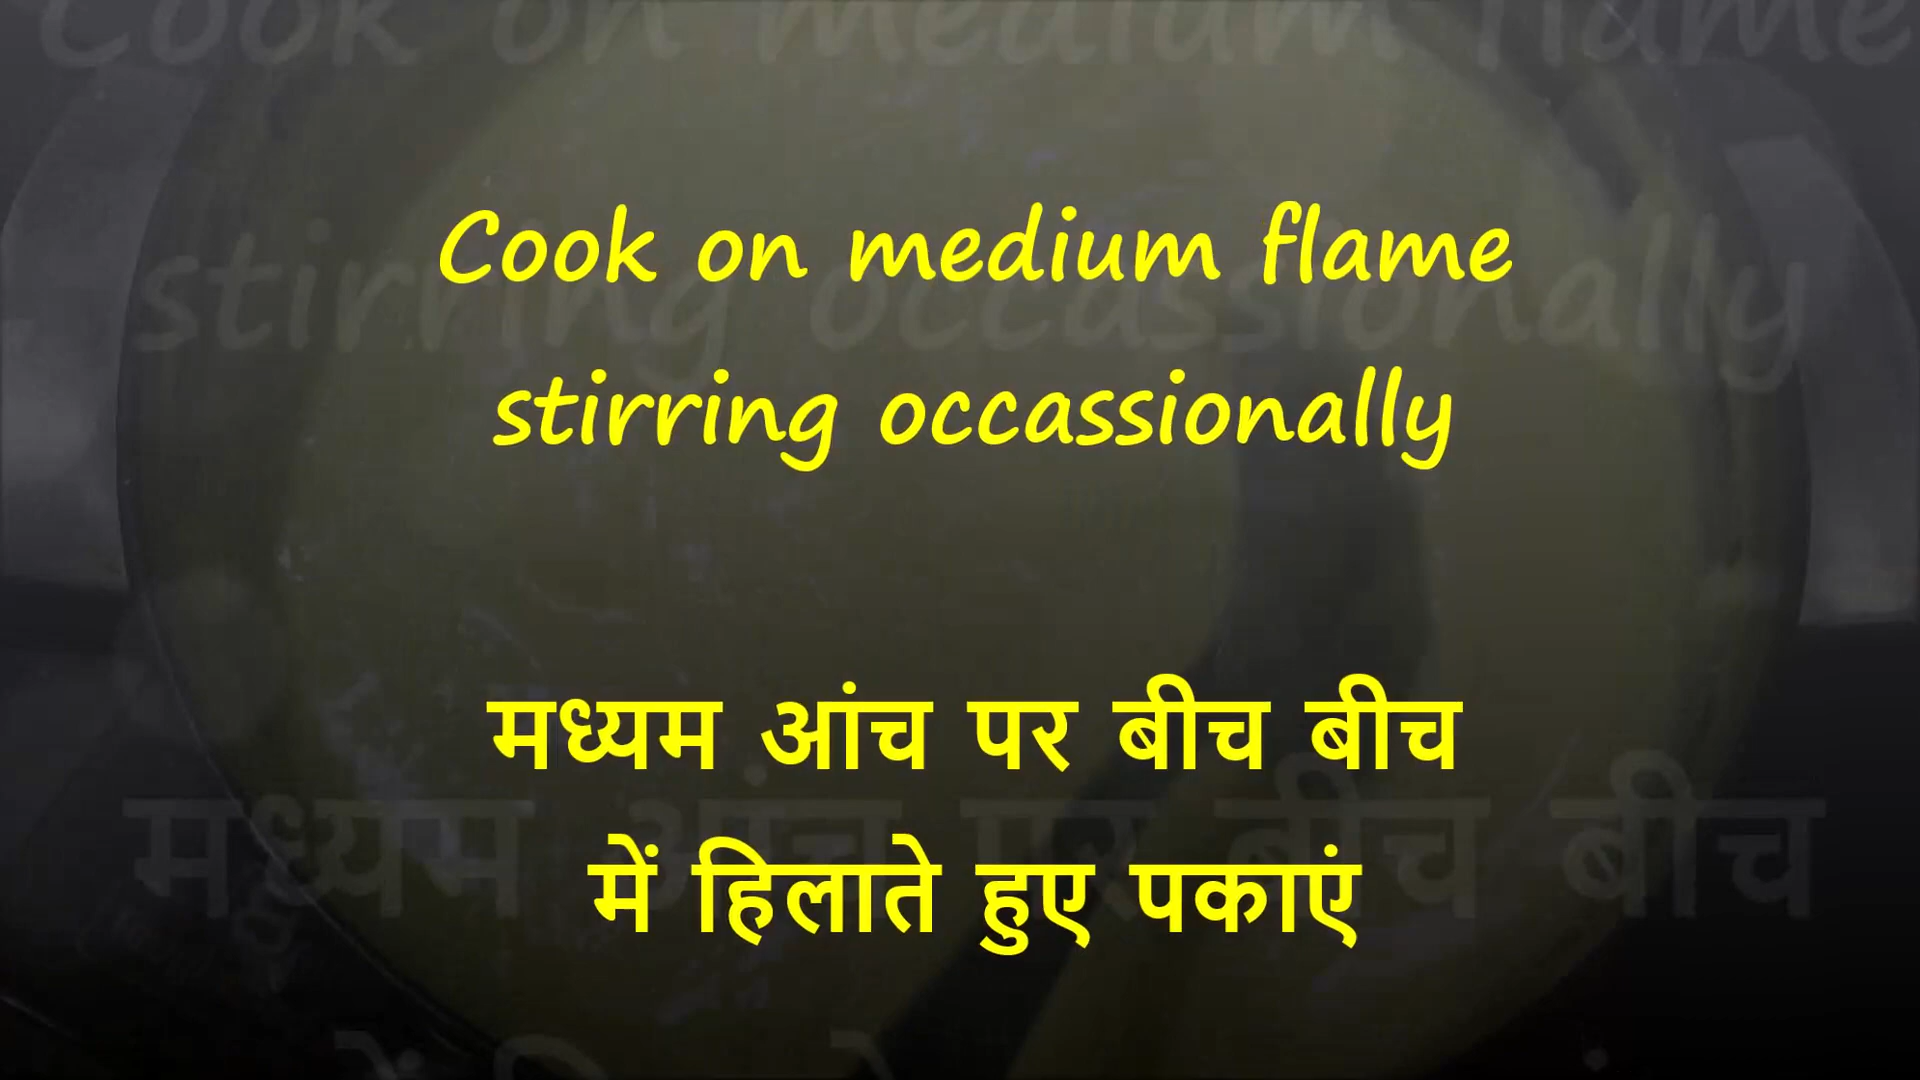 Cook on medium flame
stirring occassionally
मध्यम आंच पर बीच बीच
में हिलाते हुए पकाएं